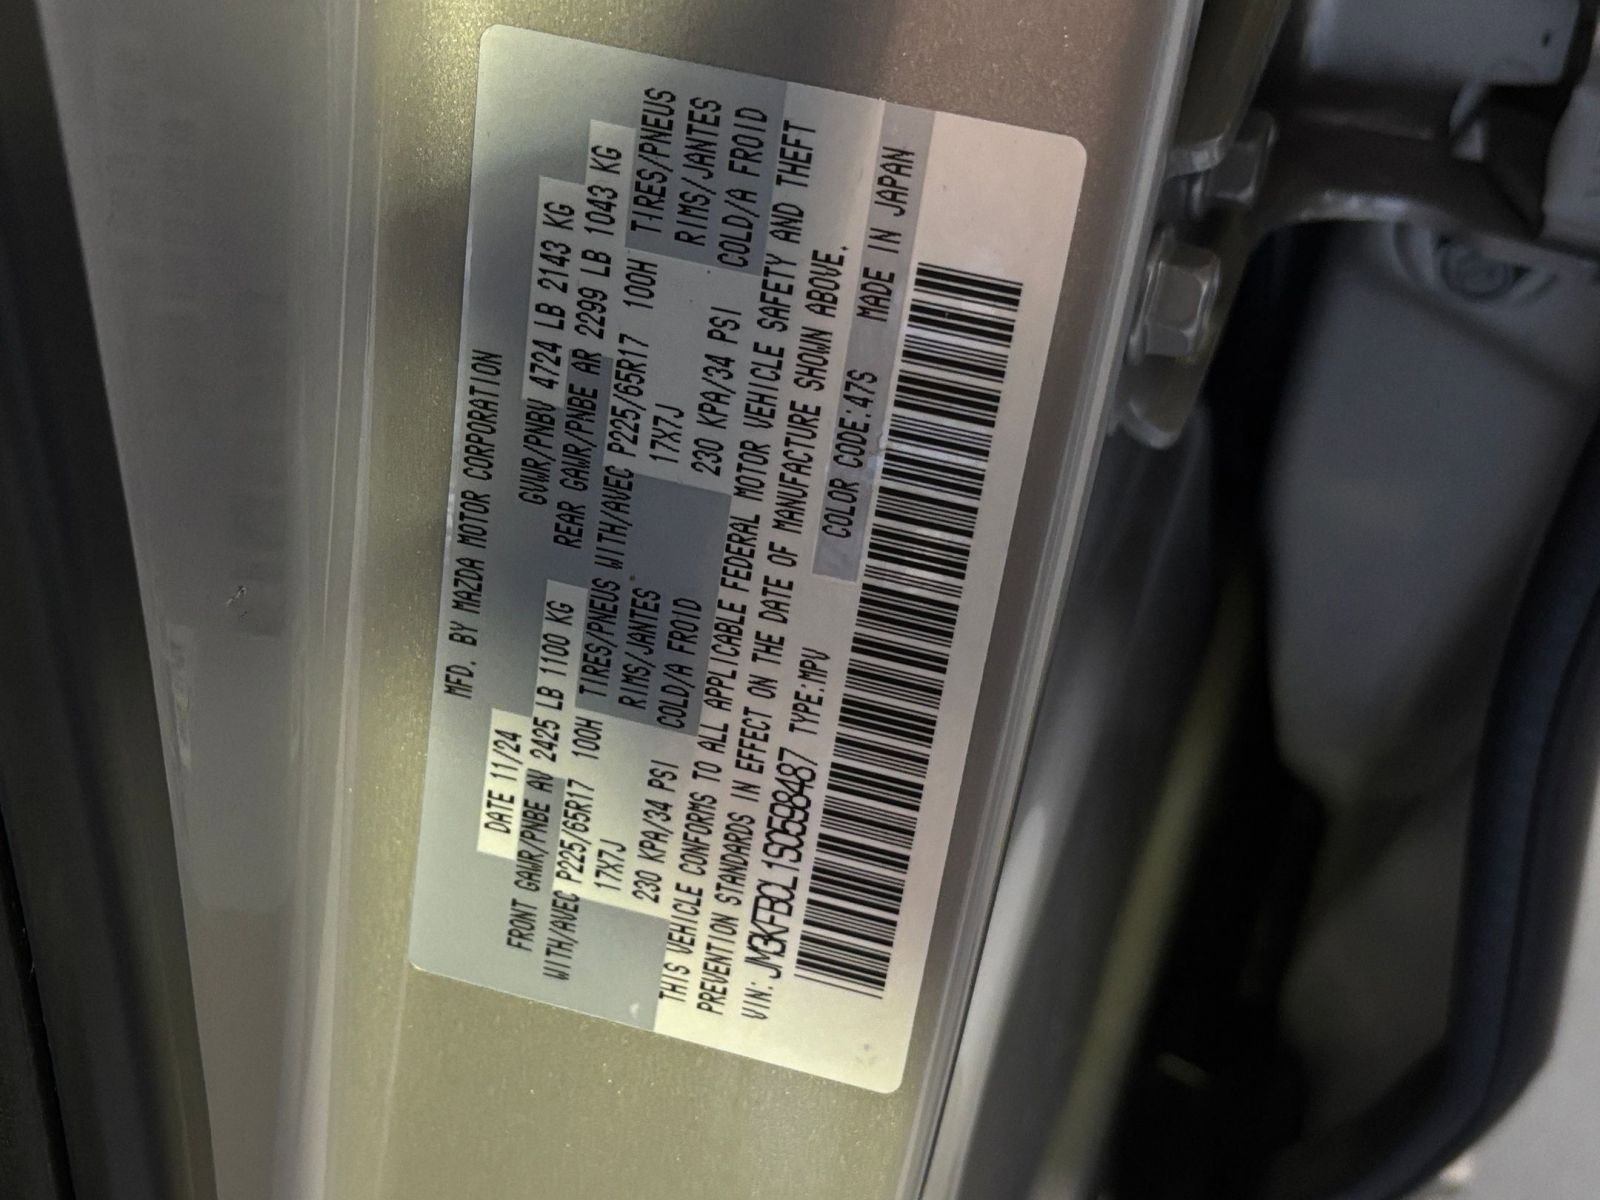 MFD. BY MAZDA MOTOR CORPORATION
DATE 11/24 GVWR/PNBV 4724 LB 2143 KG
FRONT GAWR/PNBE AV 2425 LB 1100 KG REAR GAWR/PNBE AR 2299 LB 1043 KG
WITH/AVEC P225/65R17 100H TIRES/PNEUS WITH/AVEC P225/65R17 100H TIRES/PNEUS
17X7J RIMS/JANTES 17X7J RIMS/JANTES
230 KPA/34 PSI COLD/A FROID 230 KPA/34 PSI COLD/A FROID
THIS VEHICLE CONFORMS TO ALL APPLICABLE FEDERAL MOTOR VEHICLE SAFETY AND THEFT
PREVENTION STANDARDS IN EFFECT ON THE DATE OF MANUFACTURE SHOWN ABOVE.
VIN: JM3KFBCL1S0598487 TYPE:MPV COLOR CODE:47S MADE IN JAPAN